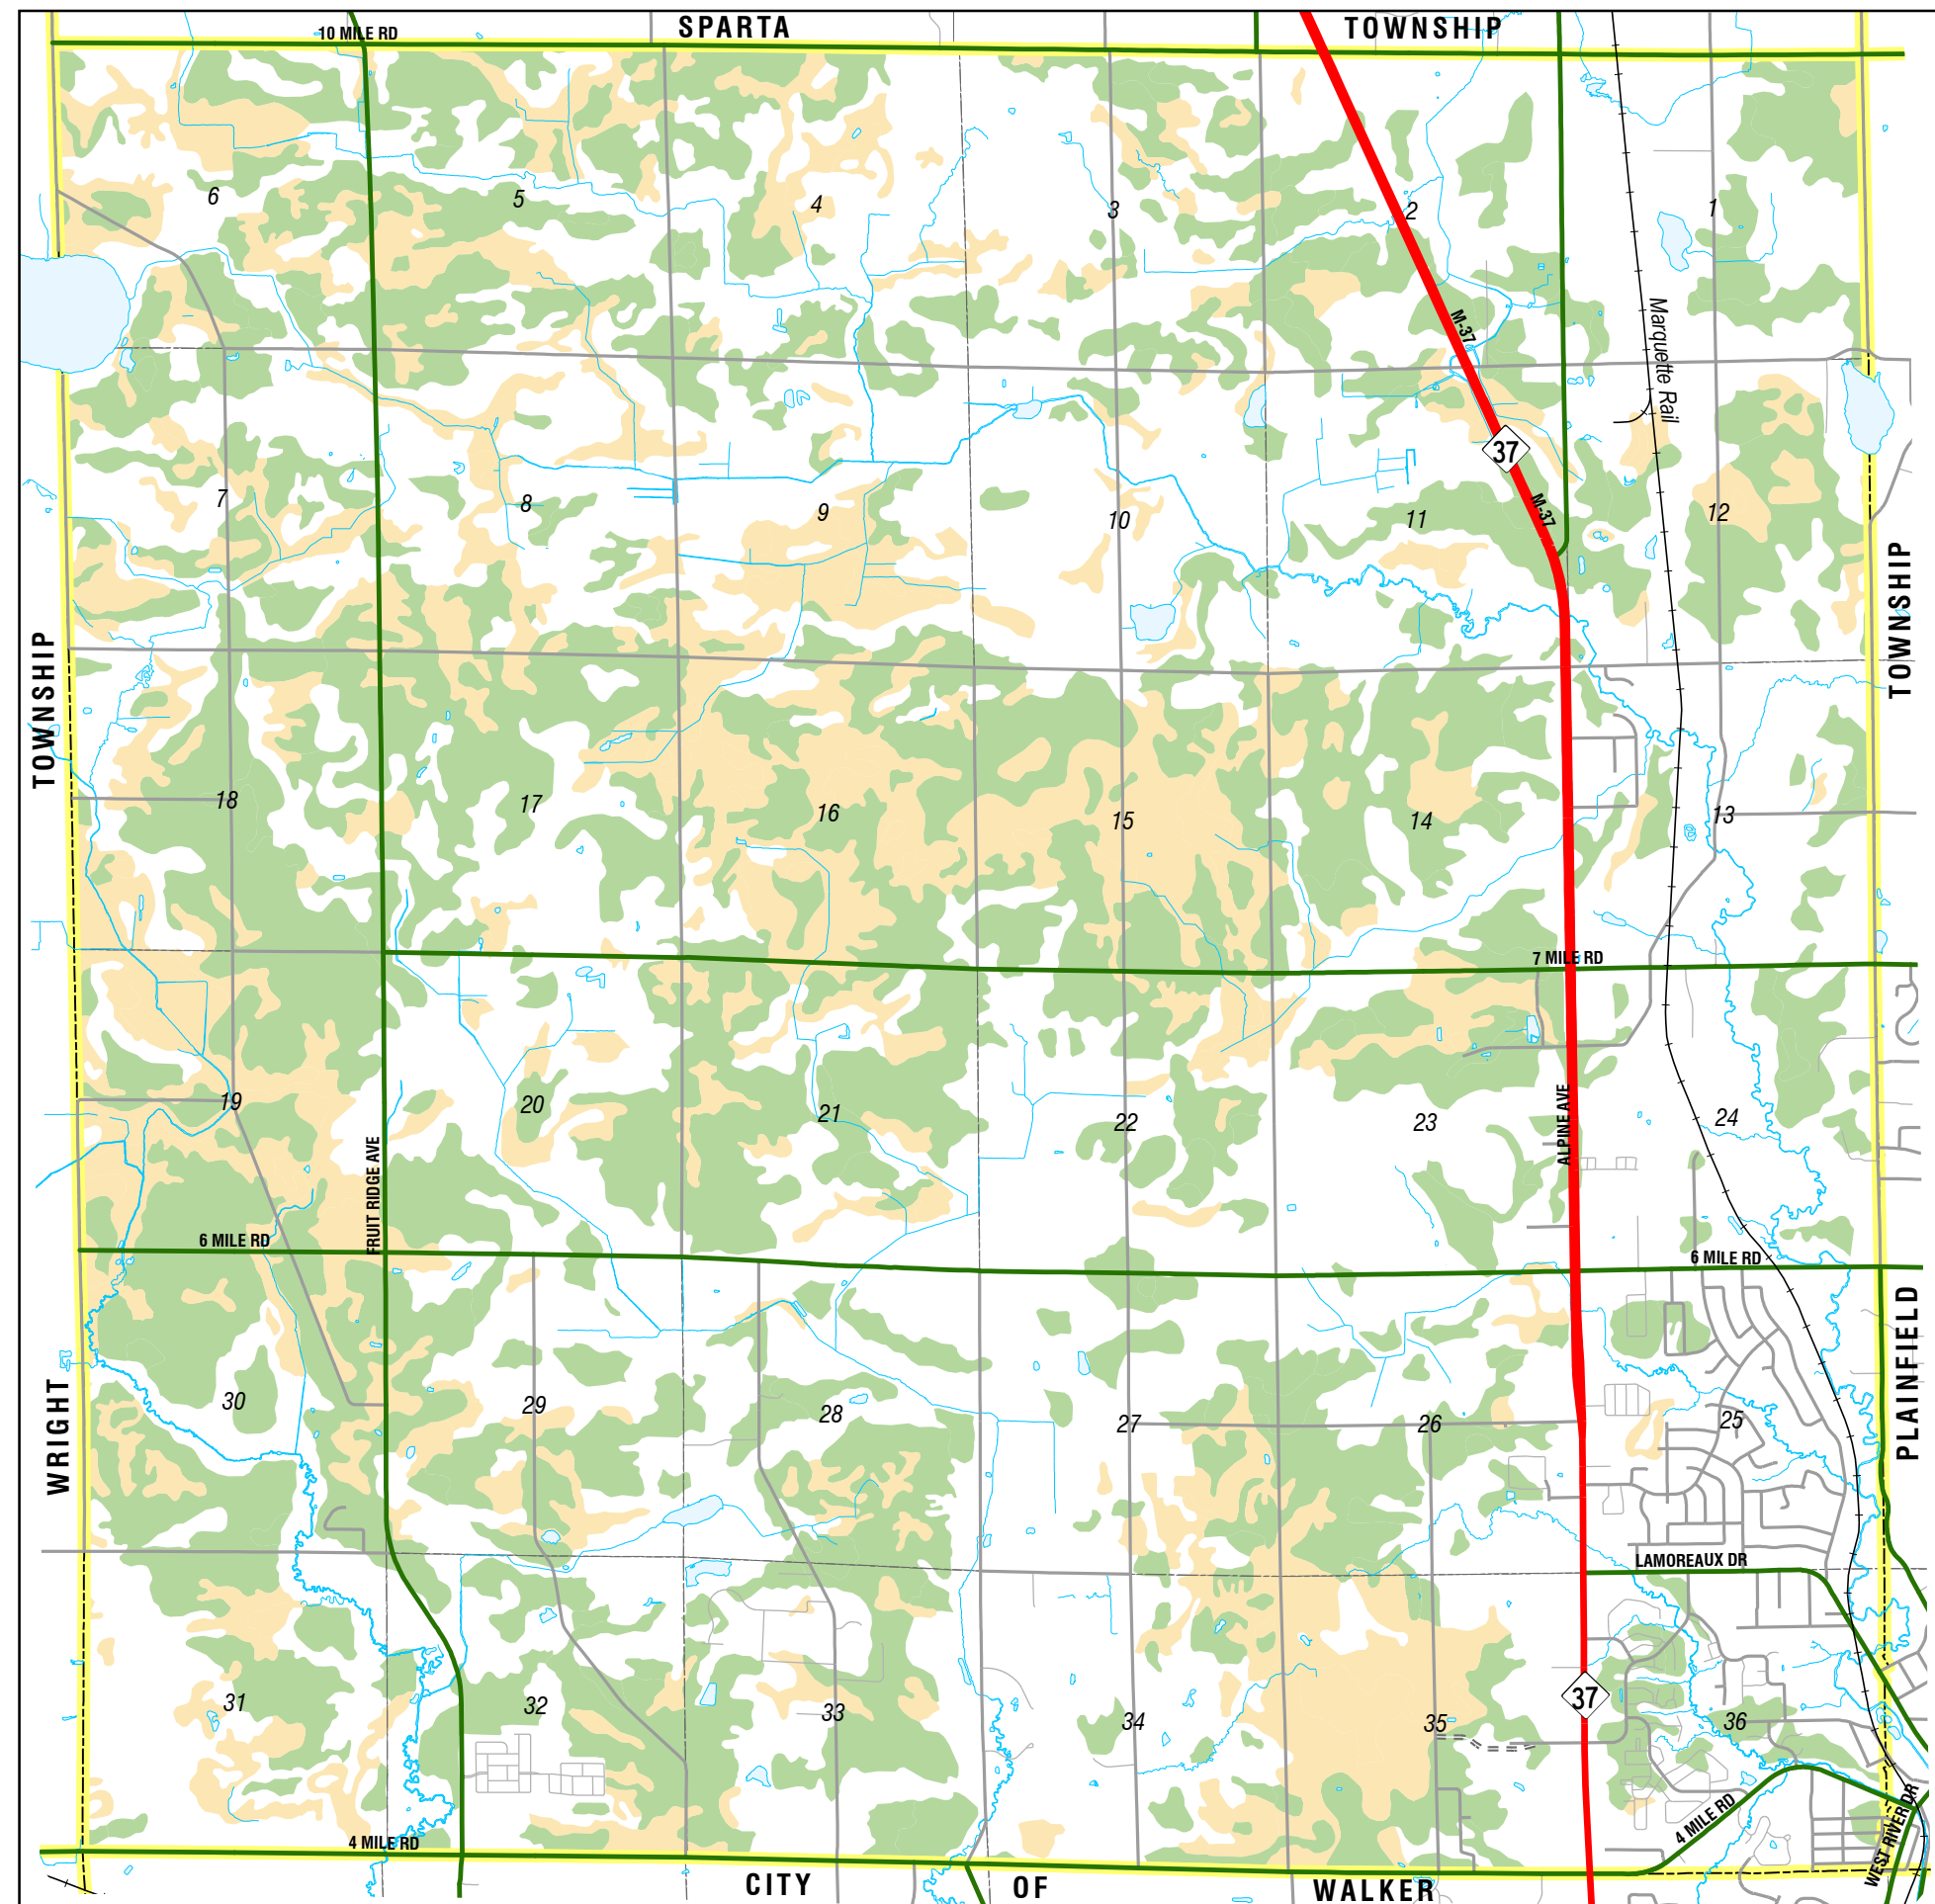 SPARTA TOWNSHIP
10 MILE RD
6
5
4
3
2
1
M-37
Marquette Rail
37
M-37
7
8
9
10
11
12
TOWNSHIP
TOWNSHIP
18
17
16
15
14
13
7 MILE RD
19
20
21
22
23
24
ALPINE AVE
FRUIT RIDGE AVE
6 MILE RD
6 MILE RD
WRIGHT
PLAINFIELD
30
29
28
27
26
25
LAMOREAUX DR
31
32
33
34
35
36
37
4 MILE RD
4 MILE RD
WEST RIVER DR
CITY OF WALKER